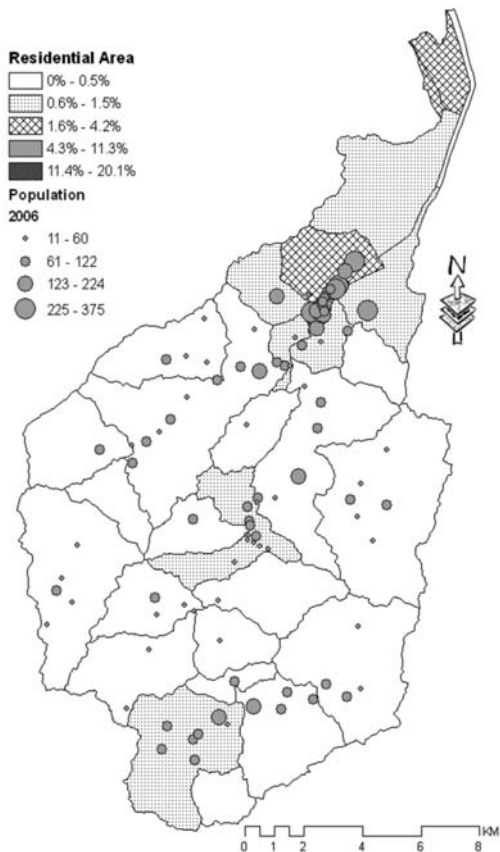 Residential Area
0% - 0.5%
0.6% - 1.5%
1.6% - 4.2%
4.3% - 11.3%
11.4% - 20.1%
Population
2006
11 - 60
61 - 122
123 - 224
225 - 375
N
KM
0 1 2 4 6 8